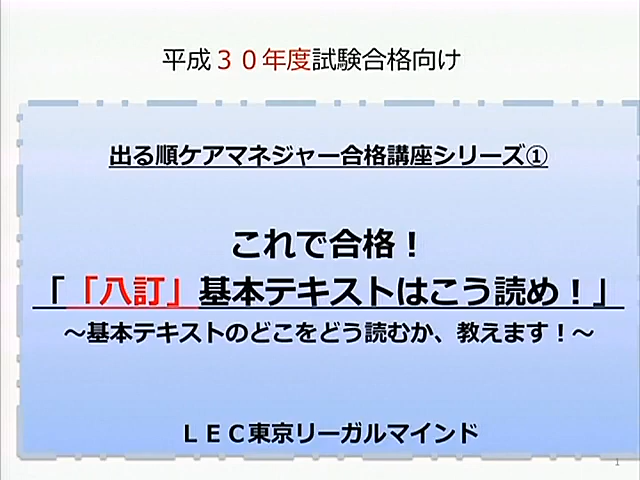 平成３０年度試験合格向け
出る順ケアマネジャー合格講座シリーズ①
これで合格！
「「八訂」基本テキストはこう読め！」
～基本テキストのどこをどう読むか、教えます！～
ＬＥＣ東京リーガルマインド
1